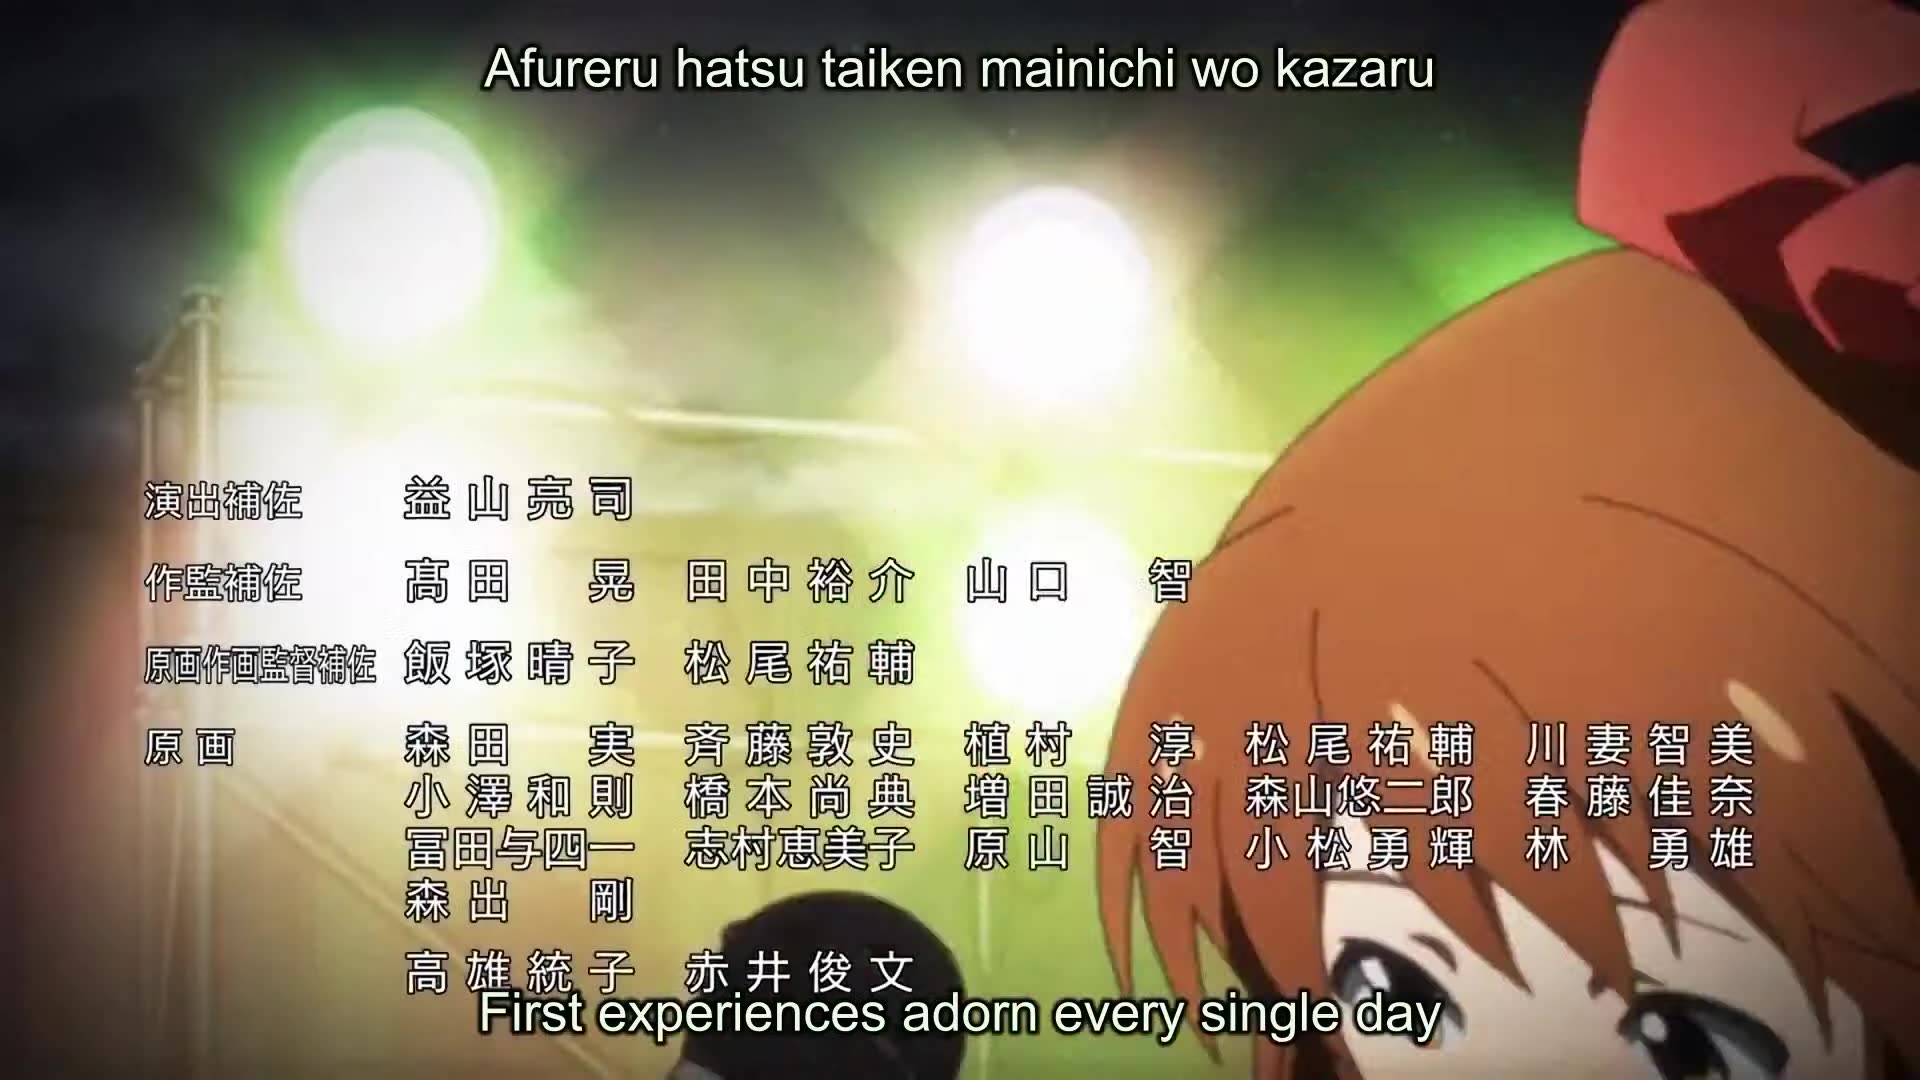 Afureru hatsu taiken mainichi wo kazaru
演出補佐 益山亮司
作監補佐 髙田 晃 田中裕介 山口 智
原画作画監督補佐 飯塚晴子 松尾祐輔
原画 森田 実 斉藤敦史 植村 淳 松尾祐輔 川妻智美
小澤和則 橋本尚典 増田誠治 森山悠二郎 春藤佳奈
冨田与四一 志村恵美子 原山 智 小松勇輝 林 勇雄
森出 剛
高雄統子 赤井俊文
First experiences adorn every single day